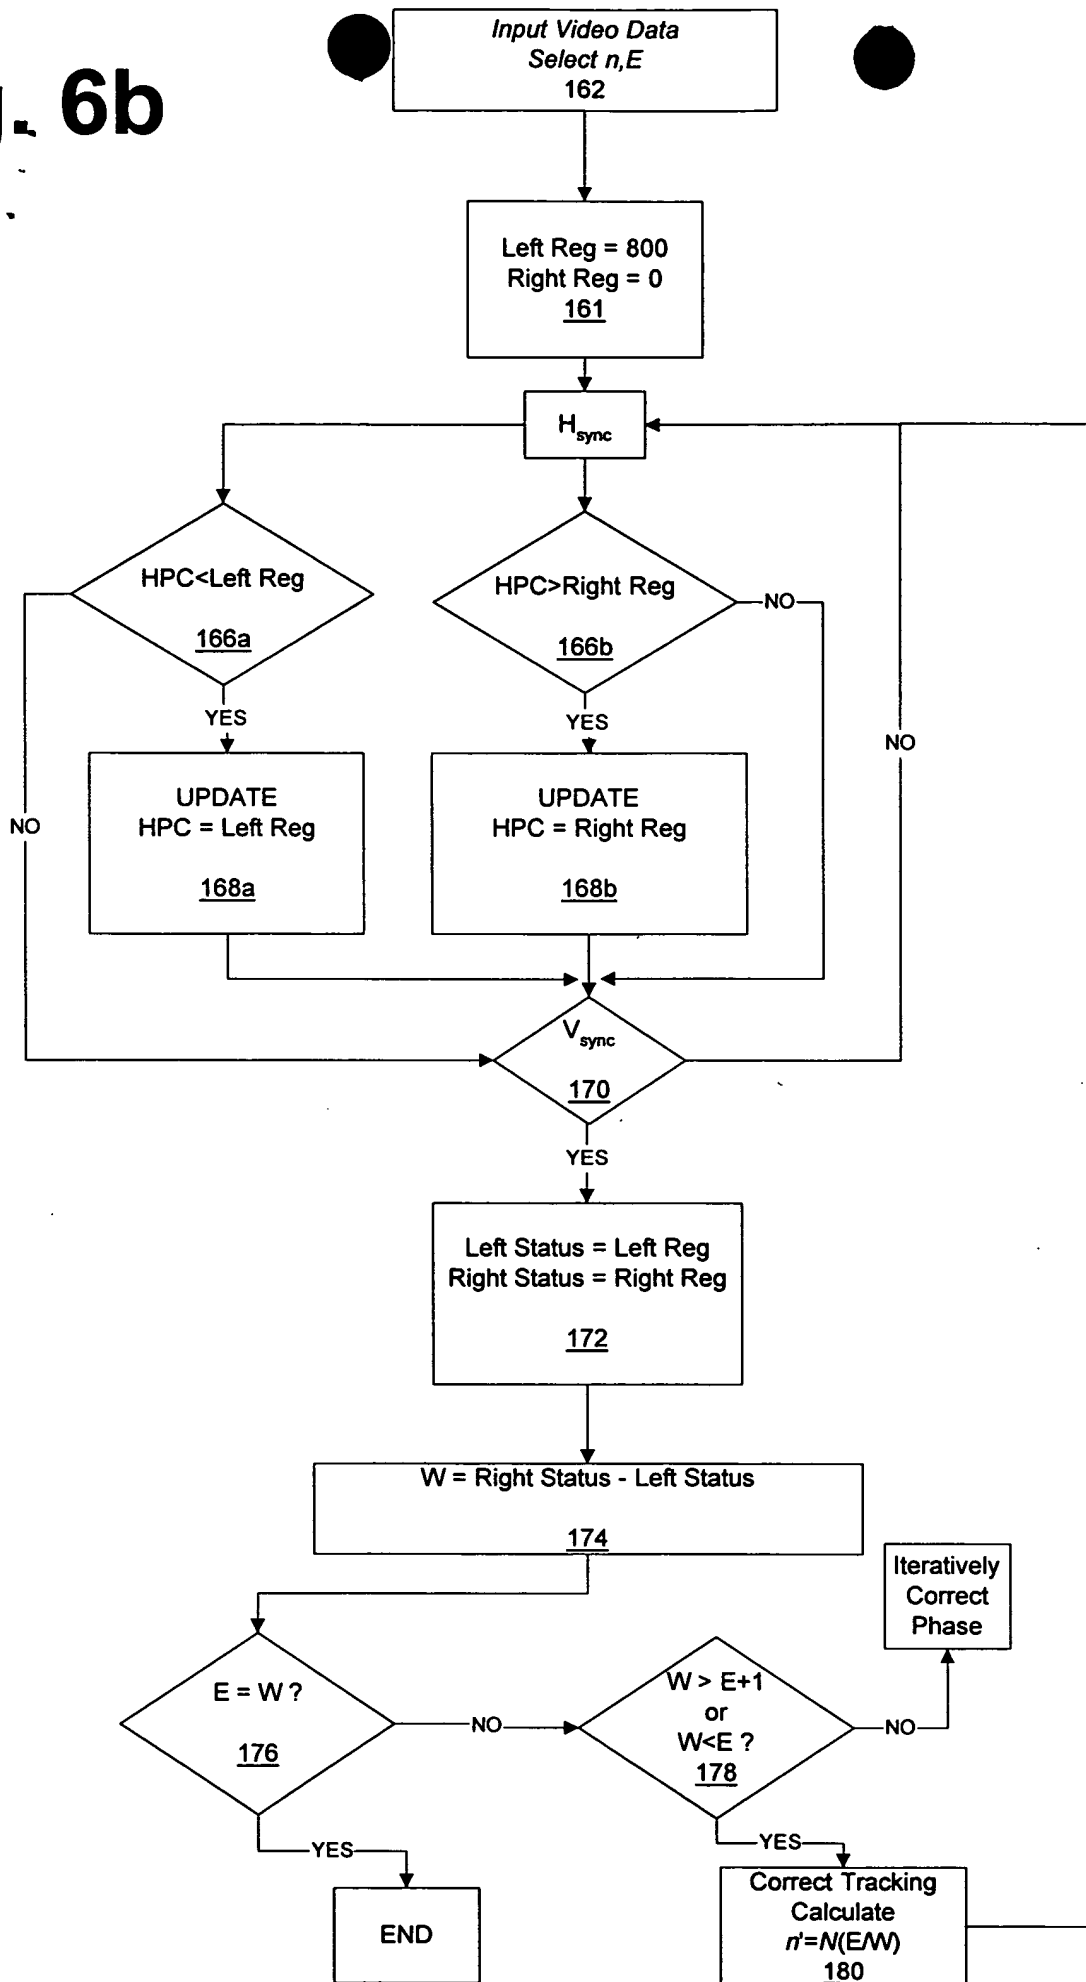 . 6b
Input Video Data
Select n,E
162
Left Reg = 800
Right Reg = 0
161
Hsync
HPC<Left Reg
166a
HPC>Right Reg
166b
NO
YES
YES
NO
NO
UPDATE
HPC = Left Reg
168a
UPDATE
HPC = Right Reg
168b
Vsync
170
YES
Left Status = Left Reg
Right Status = Right Reg
172
W = Right Status - Left Status
174
Iteratively
Correct
Phase
E = W ?
176
NO
W > E+1
or
W<E ?
178
NO
YES
YES
END
Correct Tracking
Calculate
n'=N(E/W)
180